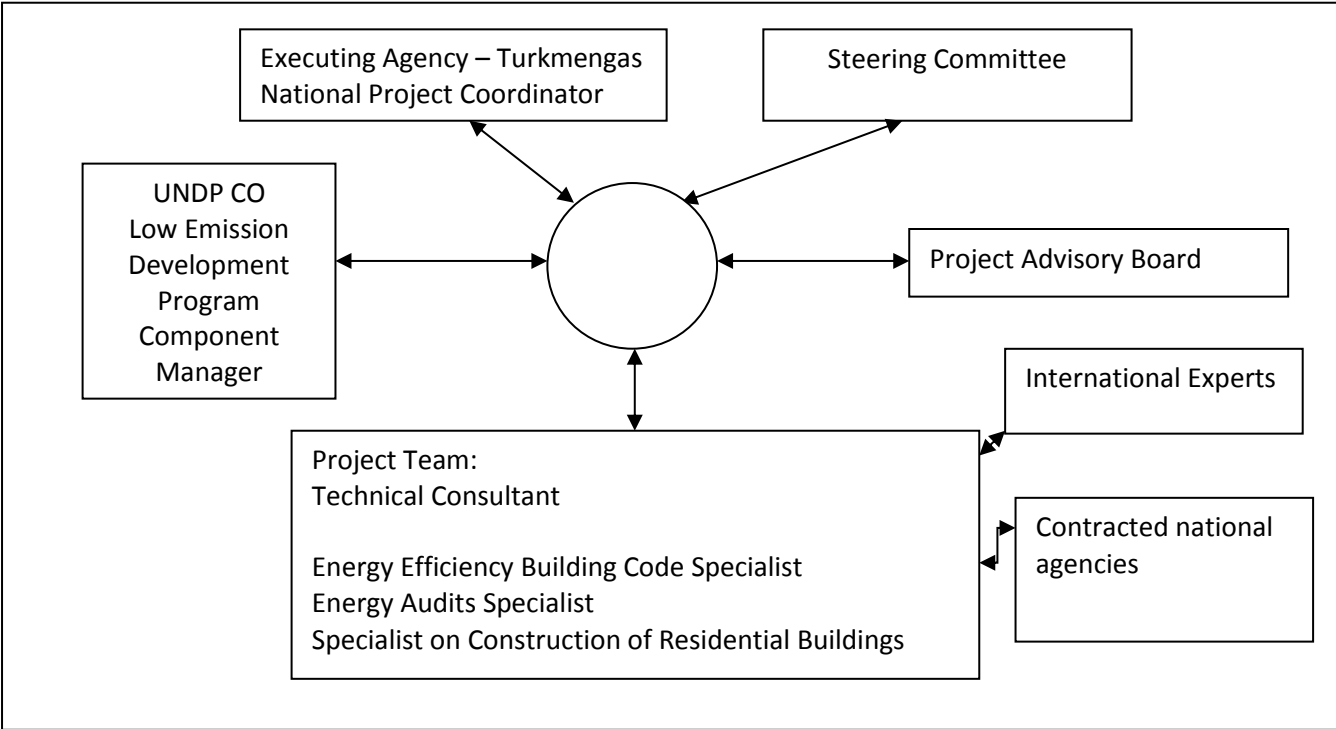 Executing Agency – Turkmengas
National Project Coordinator
Steering Committee
UNDP CO
Low Emission
Development
Program
Component
Manager
Project Advisory Board
International Experts
Project Team:
Technical Consultant
Energy Efficiency Building Code Specialist
Energy Audits Specialist
Specialist on Construction of Residential Buildings
Contracted national
agencies